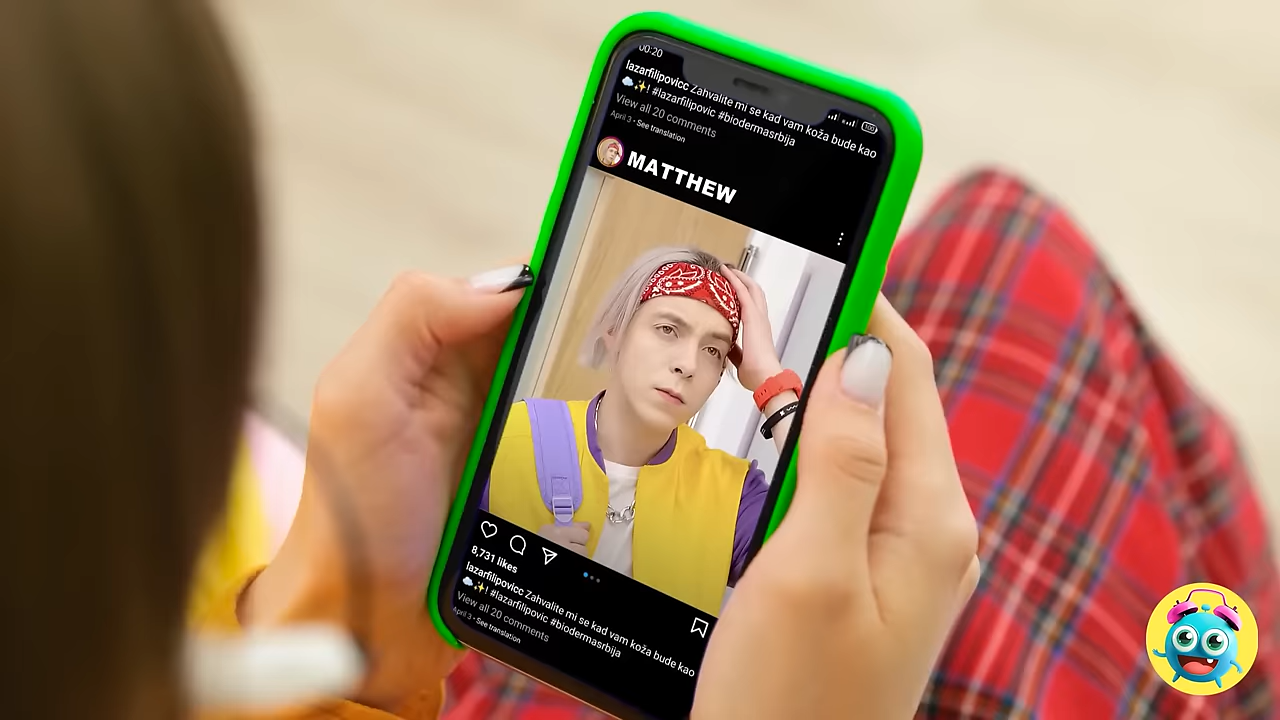 00:20
100
lazarfilipovicc Zahvalite mi se kad vam koža bude kao
☁️✨! #lazarfilipovic #biodermasrbija
View all 20 comments
April 3 • See translation
MATTHEW
8,731 likes
lazarfilipovicc Zahvalite mi se kad vam koža bude kao
☁️✨! #lazarfilipovic #biodermasrbija
View all 20 comments
April 3 • See translation